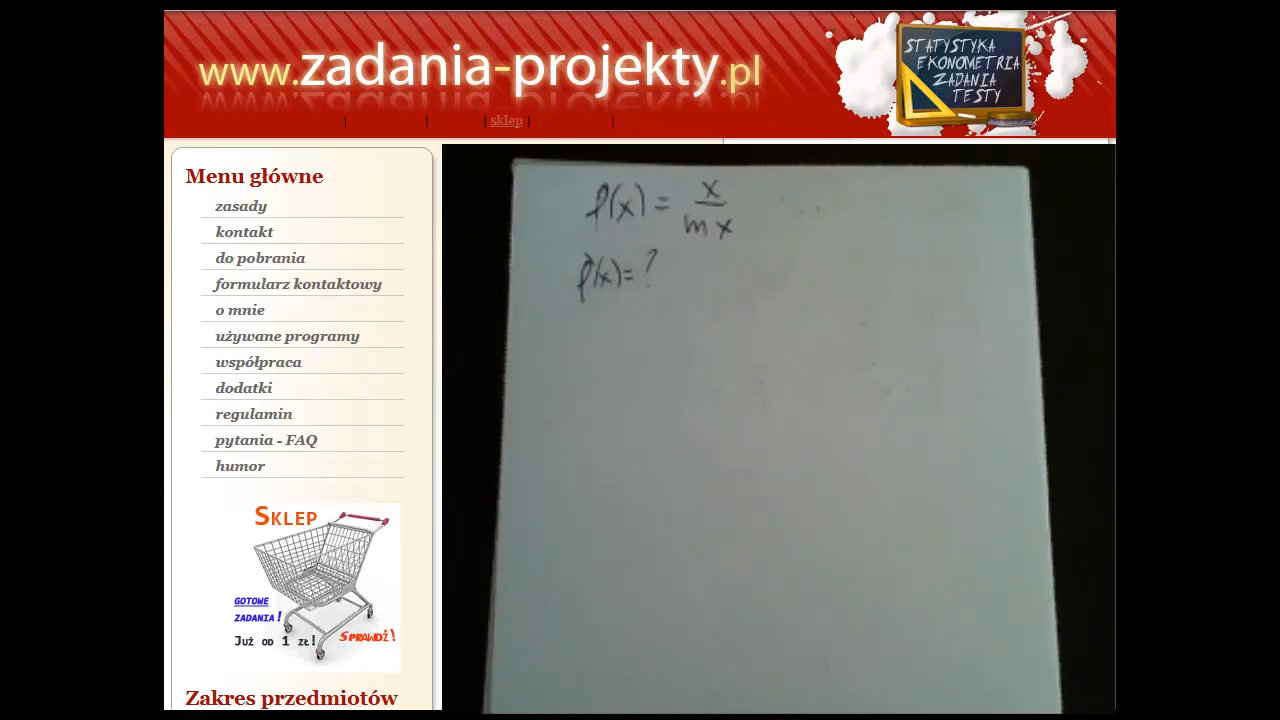 www.zadania-projekty.pl
STATYSTYKA
EKONOMETRIA
ZADANIA
TESTY
| | | sklep | |
Menu główne
zasady
kontakt
do pobrania
formularz kontaktowy
o mnie
używane programy
współpraca
dodatki
regulamin
pytania - FAQ
humor
SKLEP
GOTOWE
ZADANIA!
JUŻ OD 1 ZŁ!
SPRAWDŹ!
Zakres przedmiotów
f(x) = x / ln x
f'(x) = ?